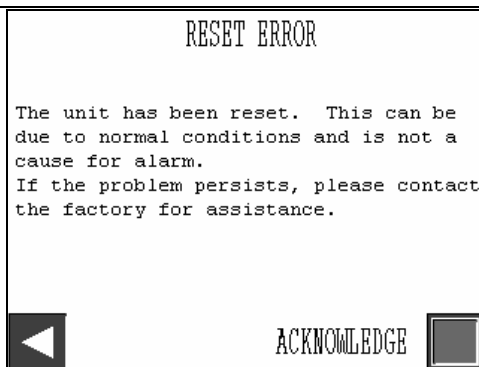 RESET ERROR
The unit has been reset.  This can be
due to normal conditions and is not a
cause for alarm.
If the problem persists, please contact
the factory for assistance.
ACKNOWLEDGE